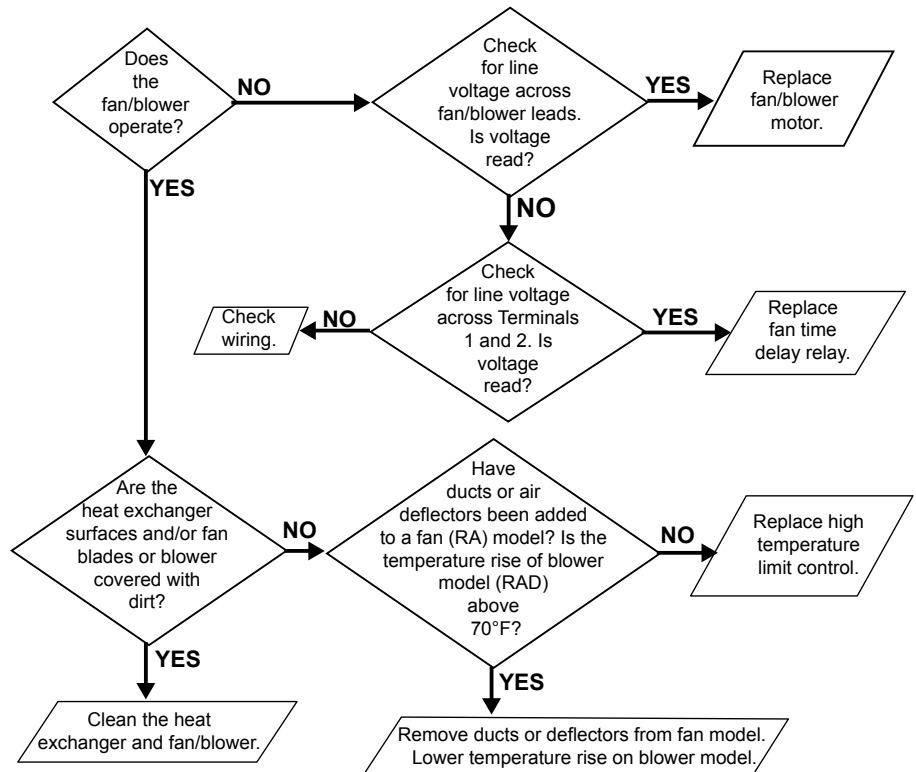 Does
the
fan/blower
operate?
NO
Check
for line
voltage across
fan/blower leads.
Is voltage
read?
YES
Replace
fan/blower
motor.
YES
NO
Check
for line voltage
across Terminals
1 and 2. Is
voltage
read?
NO
Check
wiring.
YES
Replace
fan time
delay relay.
Are the
heat exchanger
surfaces and/or fan
blades or blower
covered with
dirt?
NO
Have
ducts or air
deflectors been added
to a fan (RA) model? Is the
temperature rise of blower
model (RAD)
above
70°F?
NO
Replace high
temperature
limit control.
YES
Clean the heat
exchanger and fan/blower.
YES
Remove ducts or deflectors from fan model.
Lower temperature rise on blower model.